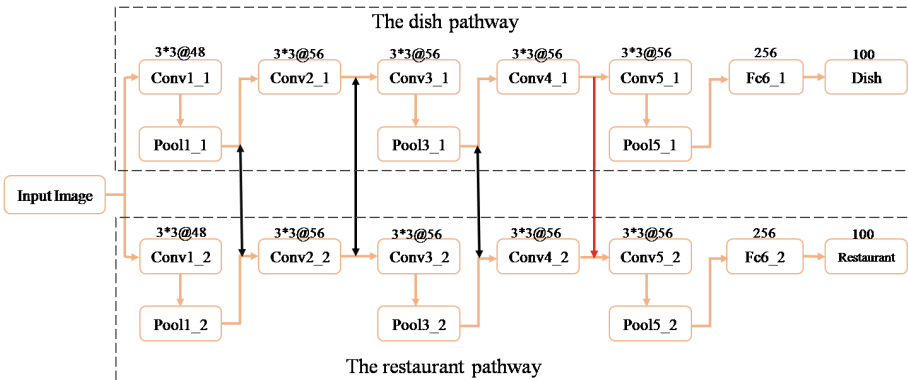 The dish pathway
3*3@48 3*3@56 3*3@56 3*3@56 3*3@56 256 100
Conv1_1 Conv2_1 Conv3_1 Conv4_1 Conv5_1 Fc6_1 Dish
Pool1_1 Pool3_1 Pool5_1
Input Image
3*3@48 3*3@56 3*3@56 3*3@56 3*3@56 256 100
Conv1_2 Conv2_2 Conv3_2 Conv4_2 Conv5_2 Fc6_2 Restaurant
Pool1_2 Pool3_2 Pool5_2
The restaurant pathway